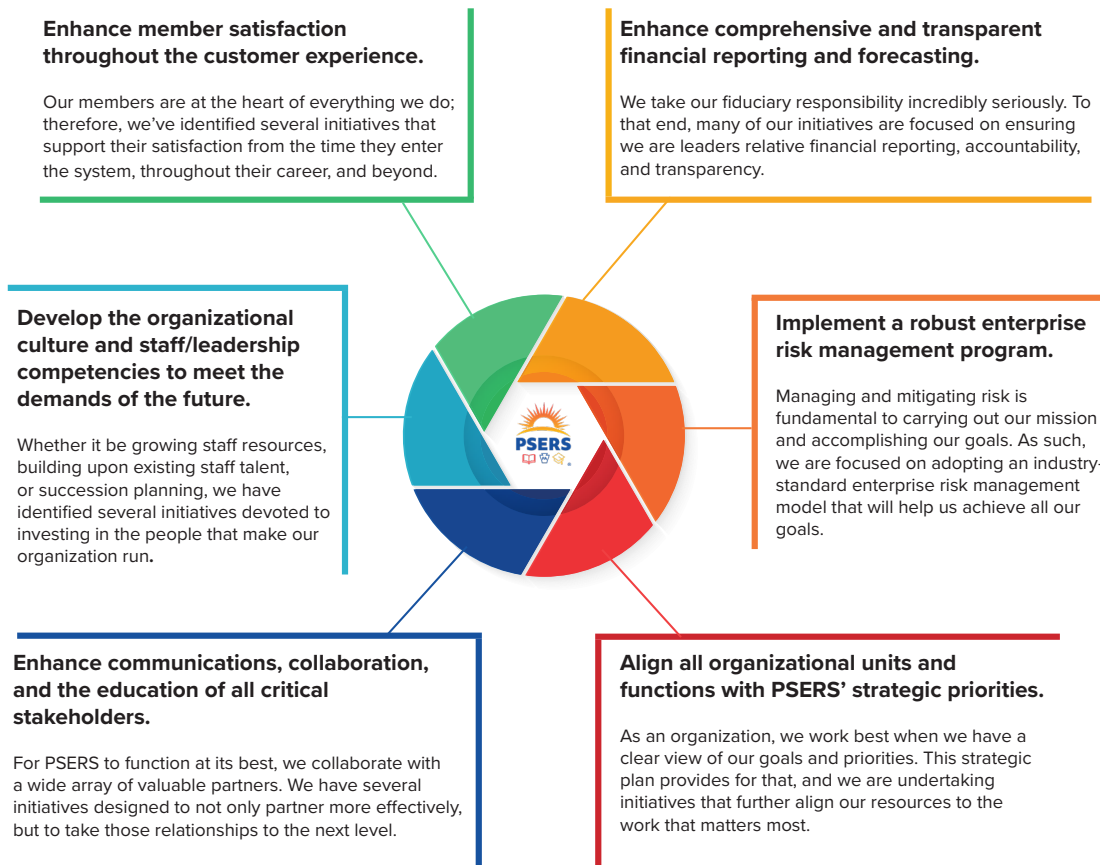 Enhance member satisfaction
throughout the customer experience.
Our members are at the heart of everything we do;
therefore, we've identified several initiatives that
support their satisfaction from the time they enter
the system, throughout their career, and beyond.
Enhance comprehensive and transparent
financial reporting and forecasting.
We take our fiduciary responsibility incredibly seriously. To
that end, many of our initiatives are focused on ensuring
we are leaders relative financial reporting, accountability,
and transparency.
Develop the organizational
culture and staff/leadership
competencies to meet the
demands of the future.
Whether it be growing staff resources,
building upon existing staff talent,
or succession planning, we have
identified several initiatives devoted to
investing in the people that make our
organization run.
PSERS
®
Implement a robust enterprise
risk management program.
Managing and mitigating risk is
fundamental to carrying out our mission
and accomplishing our goals. As such,
we are focused on adopting an industry-
standard enterprise risk management
model that will help us achieve all our
goals.
Enhance communications, collaboration,
and the education of all critical
stakeholders.
For PSERS to function at its best, we collaborate with
a wide array of valuable partners. We have several
initiatives designed to not only partner more effectively,
but to take those relationships to the next level.
Align all organizational units and
functions with PSERS' strategic priorities.
As an organization, we work best when we have a
clear view of our goals and priorities. This strategic
plan provides for that, and we are undertaking
initiatives that further align our resources to the
work that matters most.